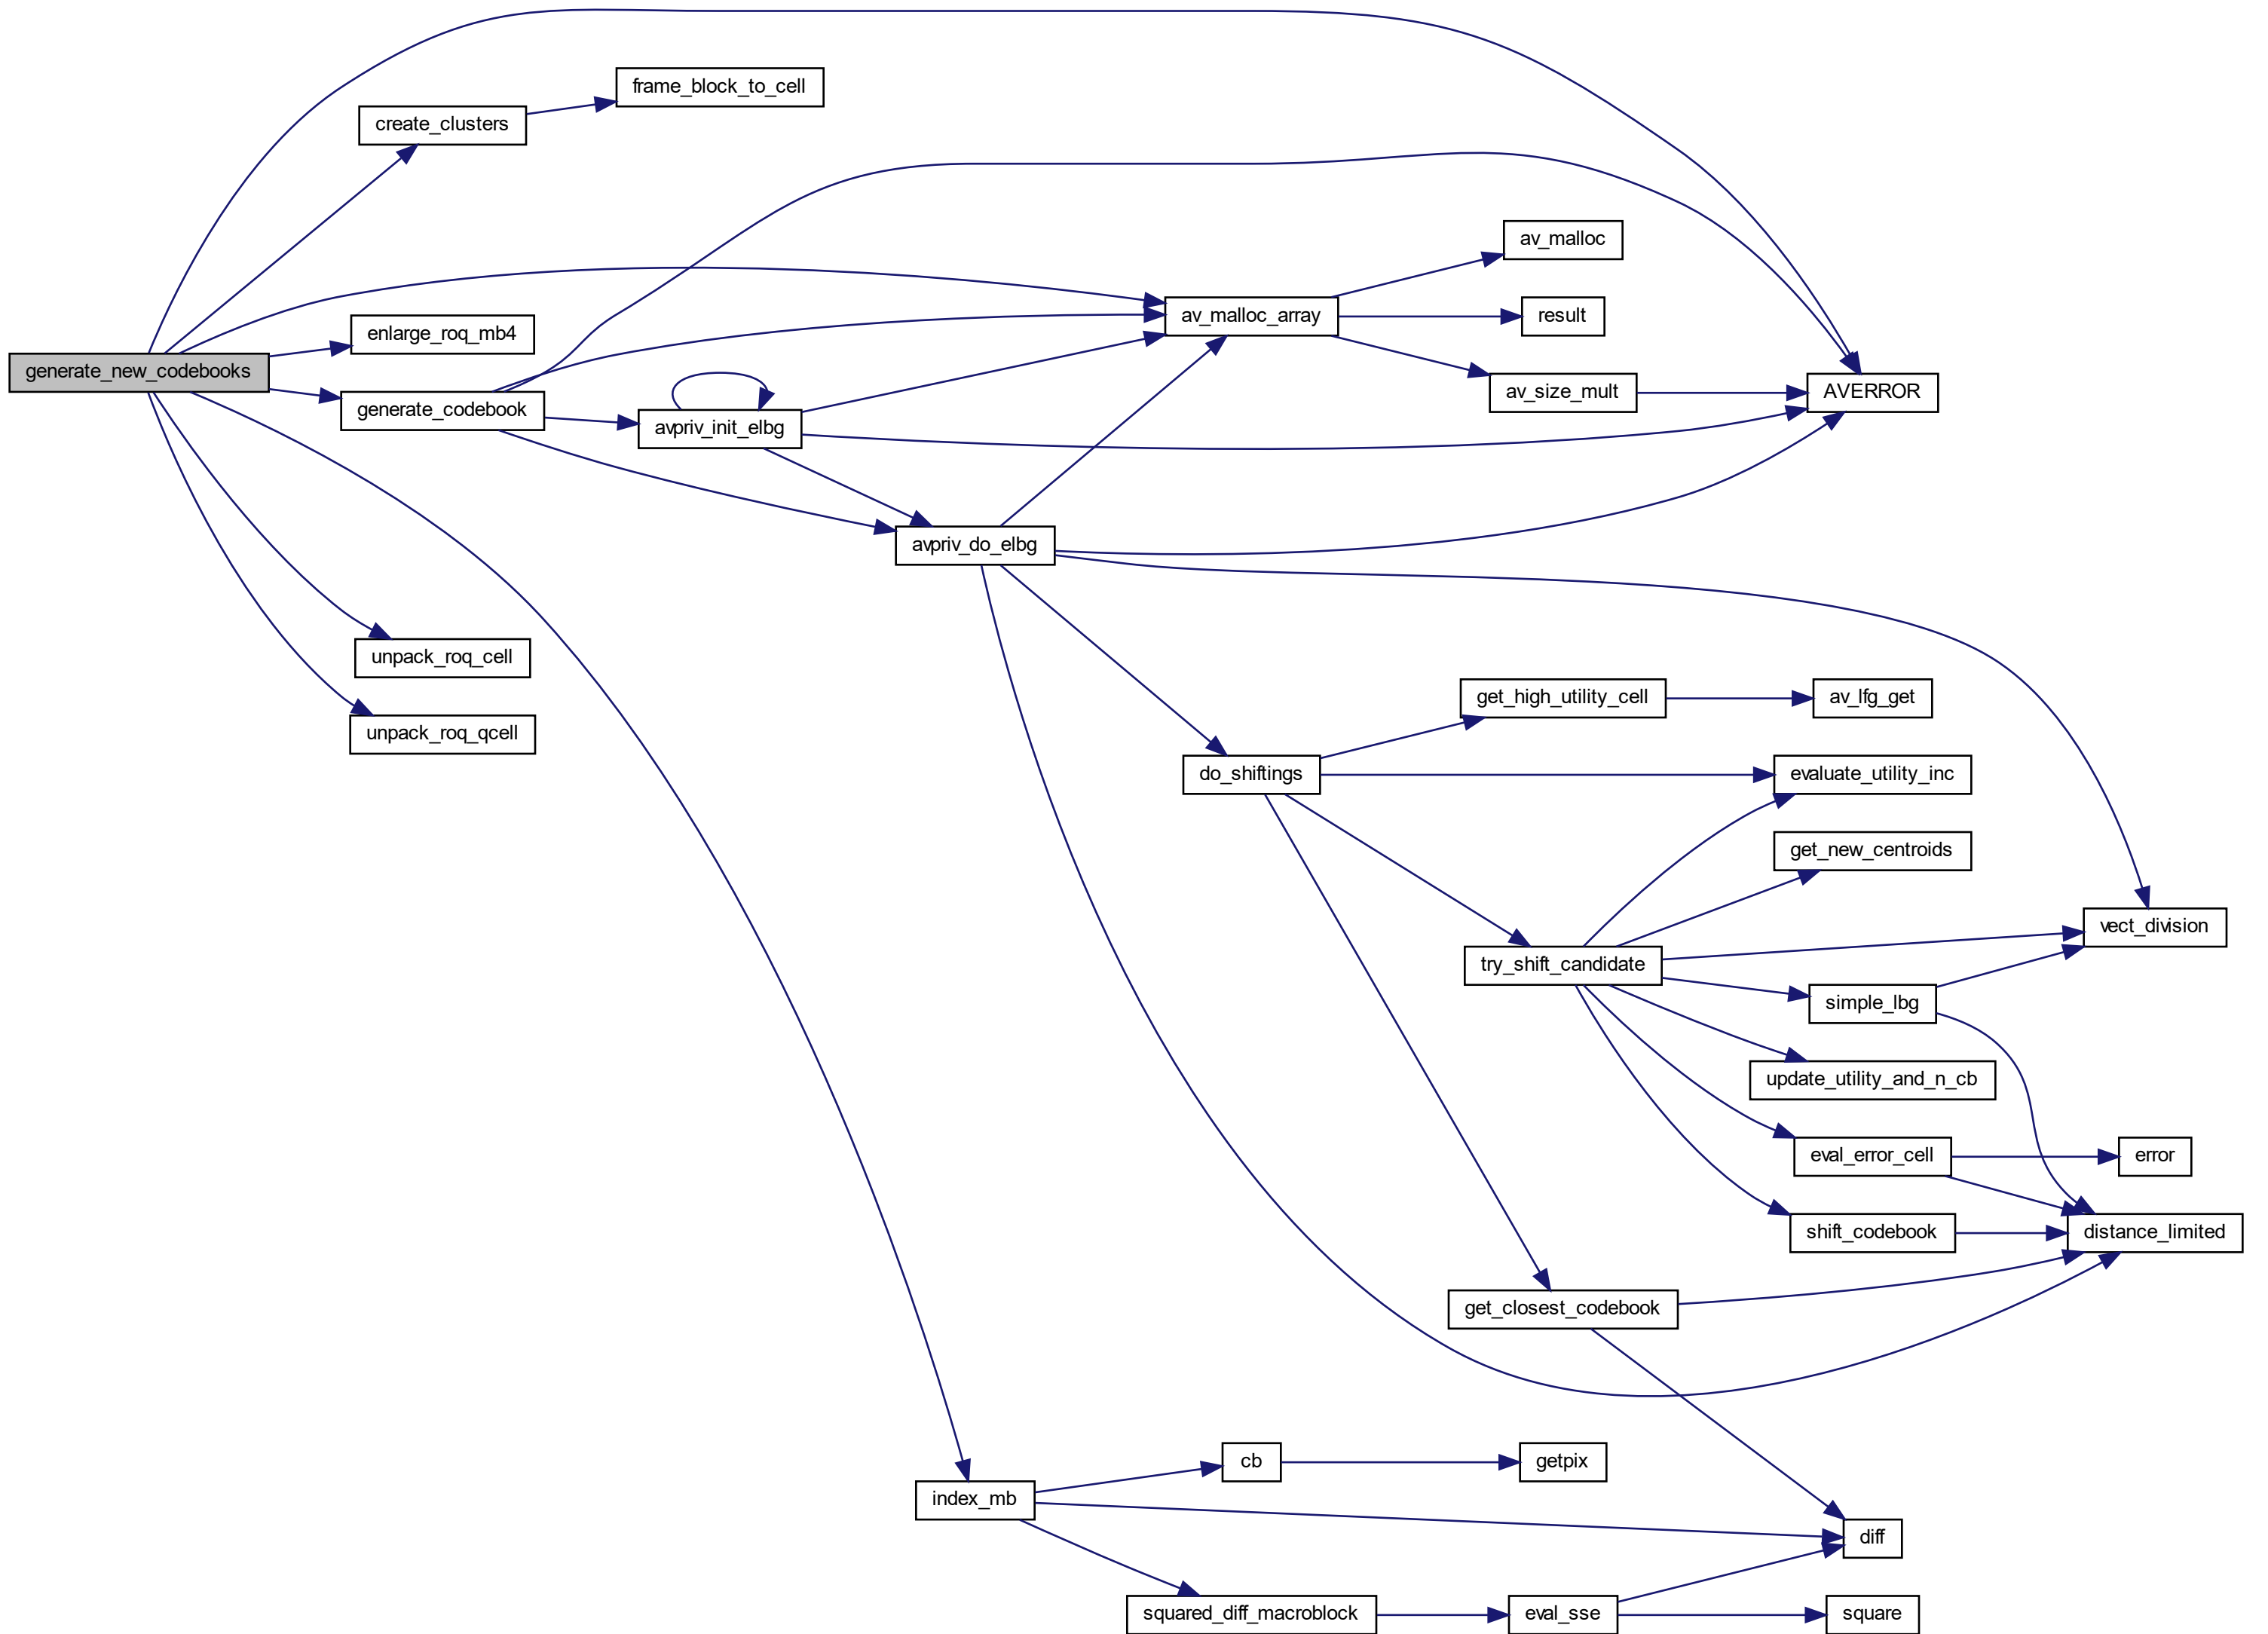 frame_block_to_cell
create_clusters
av_malloc
av_malloc_array
result
enlarge_roq_mb4
generate_new_codebooks
av_size_mult
AVERROR
generate_codebook
avpriv_init_elbg
avpriv_do_elbg
unpack_roq_cell
get_high_utility_cell
av_lfg_get
unpack_roq_qcell
do_shiftings
evaluate_utility_inc
get_new_centroids
vect_division
try_shift_candidate
simple_lbg
update_utility_and_n_cb
eval_error_cell
error
shift_codebook
distance_limited
get_closest_codebook
cb
getpix
index_mb
diff
squared_diff_macroblock
eval_sse
square